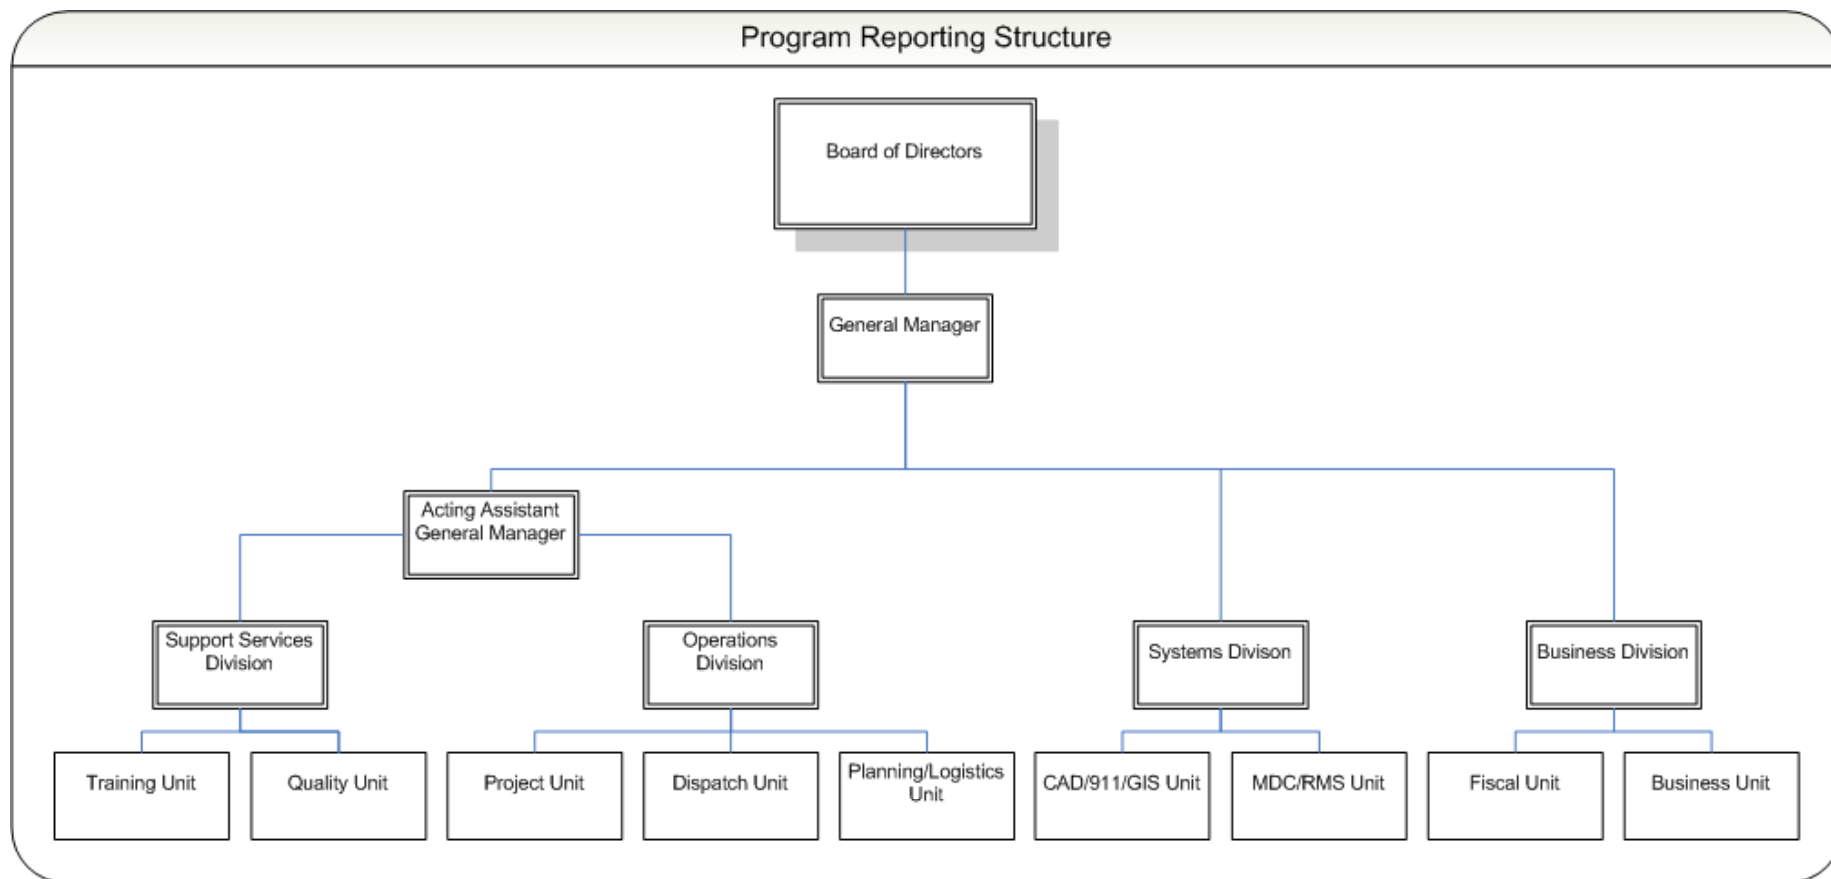 Program Reporting Structure
Board of Directors
General Manager
Acting Assistant
General Manager
Support Services
Division
Operations
Division
Systems Divison
Business Division
Training Unit
Quality Unit
Project Unit
Dispatch Unit
Planning/Logistics
Unit
CAD/911/GIS Unit
MDC/RMS Unit
Fiscal Unit
Business Unit